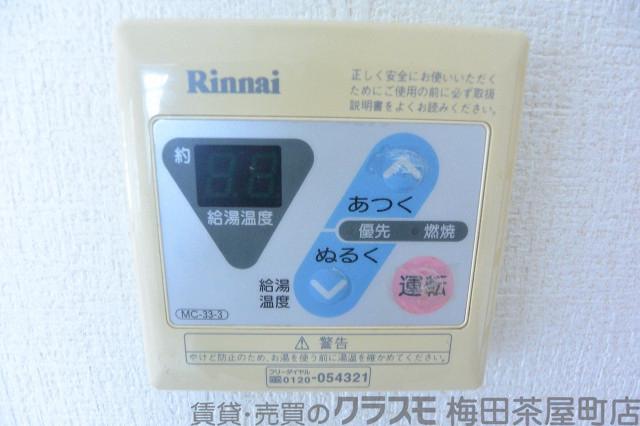 Rinnai
正しく安全にお使いいただく
ためにご使用の前に必ず取扱
説明書をよくお読みください。
約
給湯温度
あつく
優先 燃焼
ぬるく
給湯
温度
運転
MC-33-3
警告
やけど防止のため、お湯を使う前に湯温を確かめてください。
フリーダイヤル
0120-054321
賃貸・売買のクラスモ 梅田茶屋町店